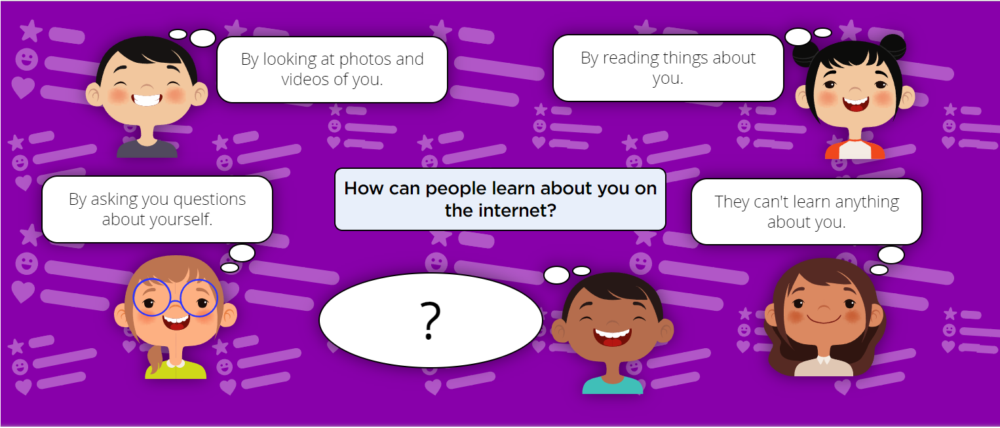 By looking at photos and
videos of you.
By reading things about
you.
By asking you questions
about yourself.
How can people learn about you on
the internet?
They can't learn anything
about you.
?